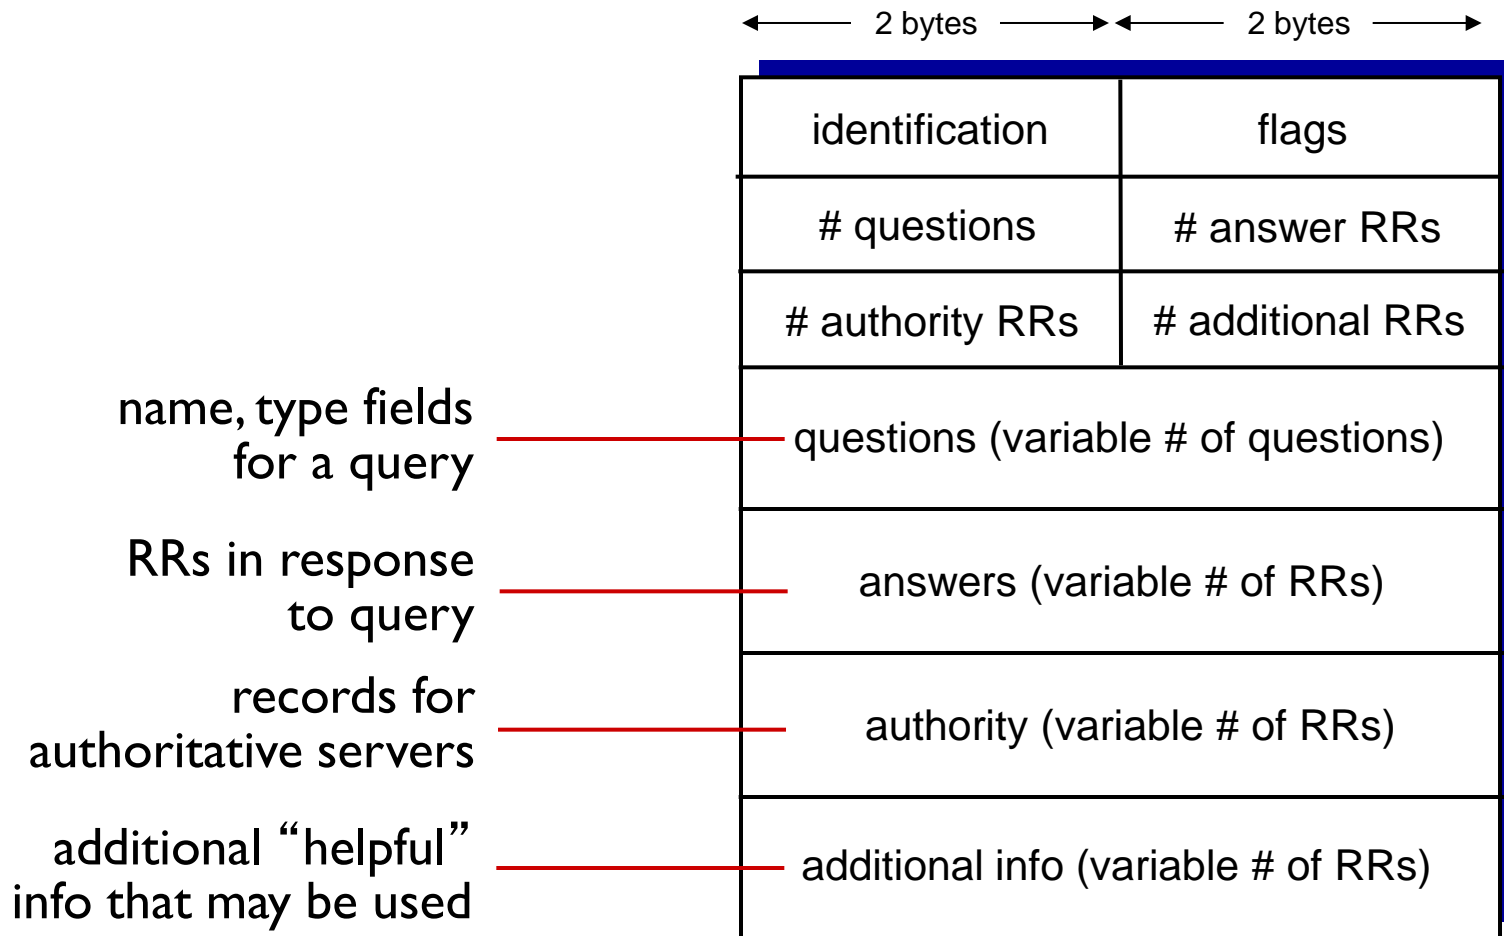 2 bytes 2 bytes
identification flags
# questions # answer RRs
# authority RRs # additional RRs
name, type fields
for a query
questions (variable # of questions)
RRs in response
to query
answers (variable # of RRs)
records for
authoritative servers
authority (variable # of RRs)
additional “helpful”
info that may be used
additional info (variable # of RRs)